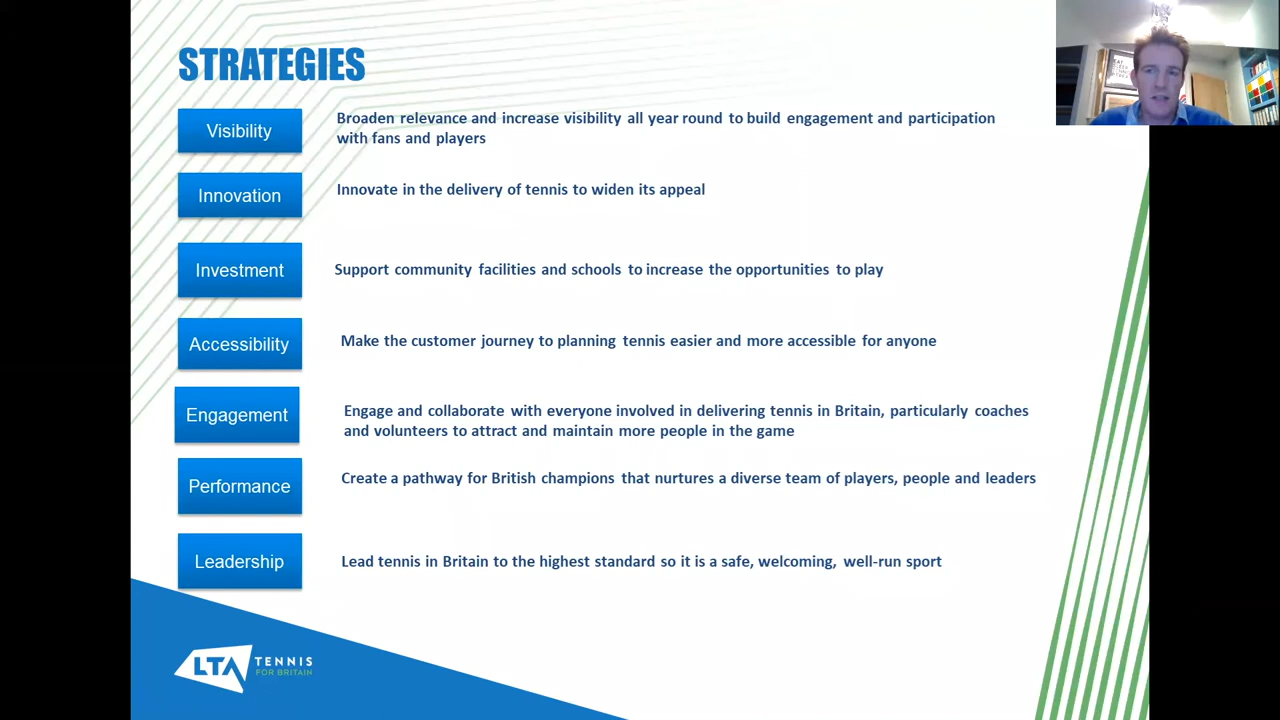 STRATEGIES
Visibility
Broaden relevance and increase visibility all year round to build engagement and participation
with fans and players
Innovation
Innovate in the delivery of tennis to widen its appeal
Investment
Support community facilities and schools to increase the opportunities to play
Accessibility
Make the customer journey to planning tennis easier and more accessible for anyone
Engagement
Engage and collaborate with everyone involved in delivering tennis in Britain, particularly coaches
and volunteers to attract and maintain more people in the game
Performance
Create a pathway for British champions that nurtures a diverse team of players, people and leaders
Leadership
Lead tennis in Britain to the highest standard so it is a safe, welcoming, well-run sport
LTA TENNIS
FOR BRITAIN